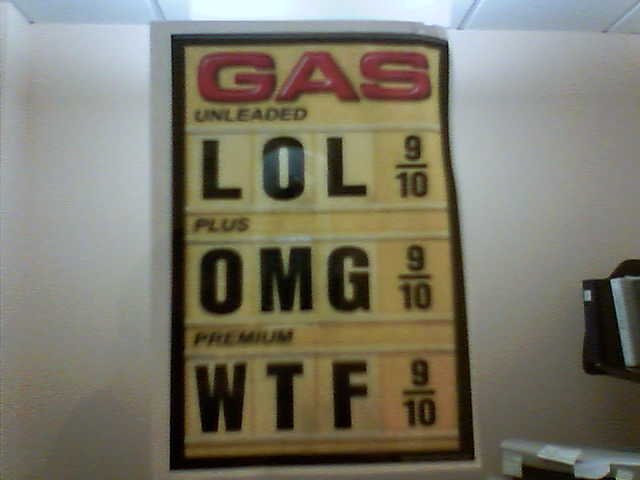 GAS
UNLEADED
LOL 9/10
PLUS
OMG 9/10
PREMIUM
WTF 9/10